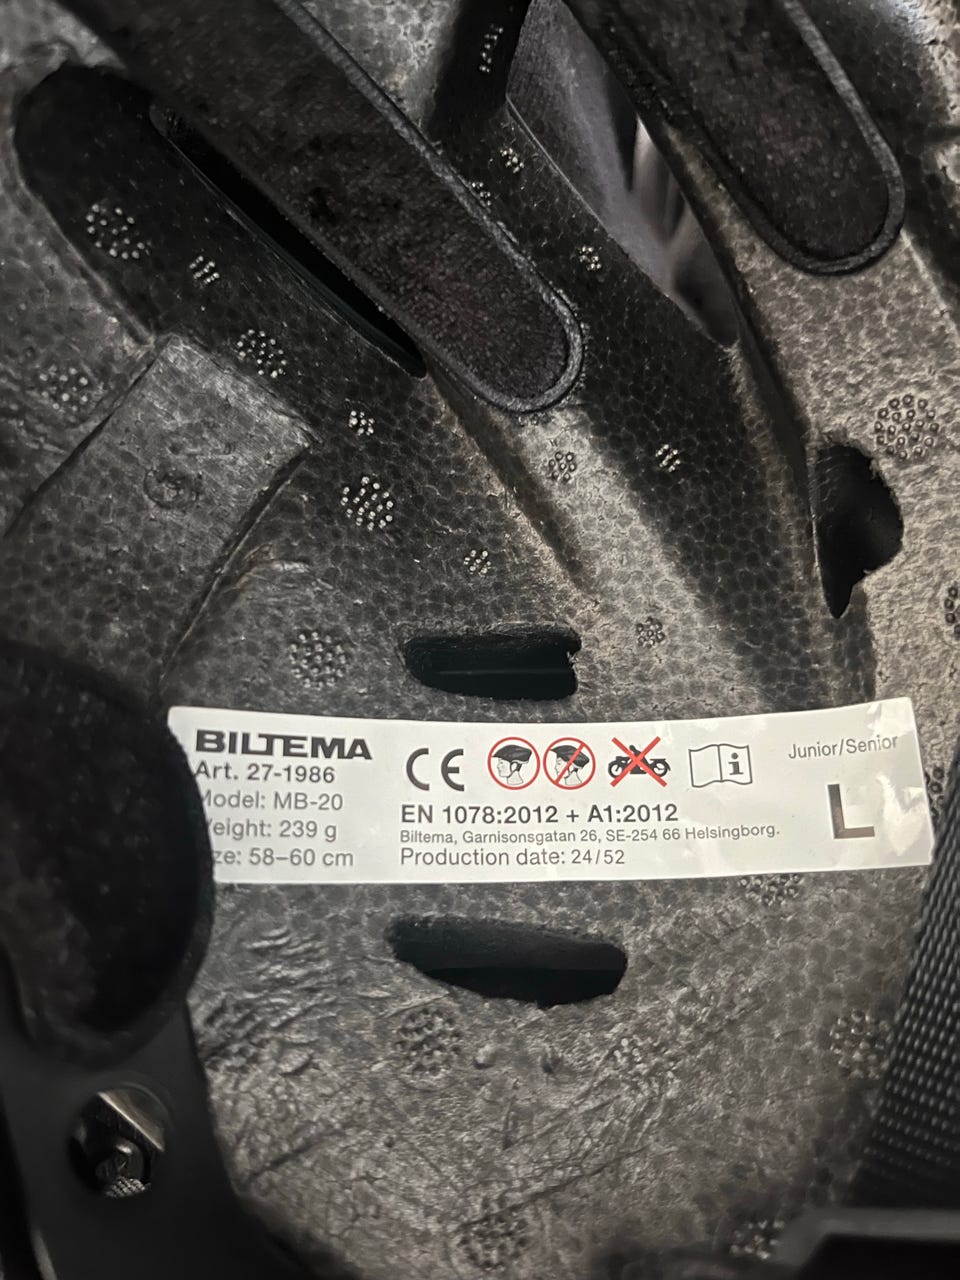 BILTEMA
Art. 27-1986
Model: MB-20
eight: 239 g
ze: 58–60 cm
CE
EN 1078:2012 + A1:2012
Biltema, Garnisonsgatan 26, SE-254 66 Helsingborg.
Production date: 24/52
Junior/Senior
L